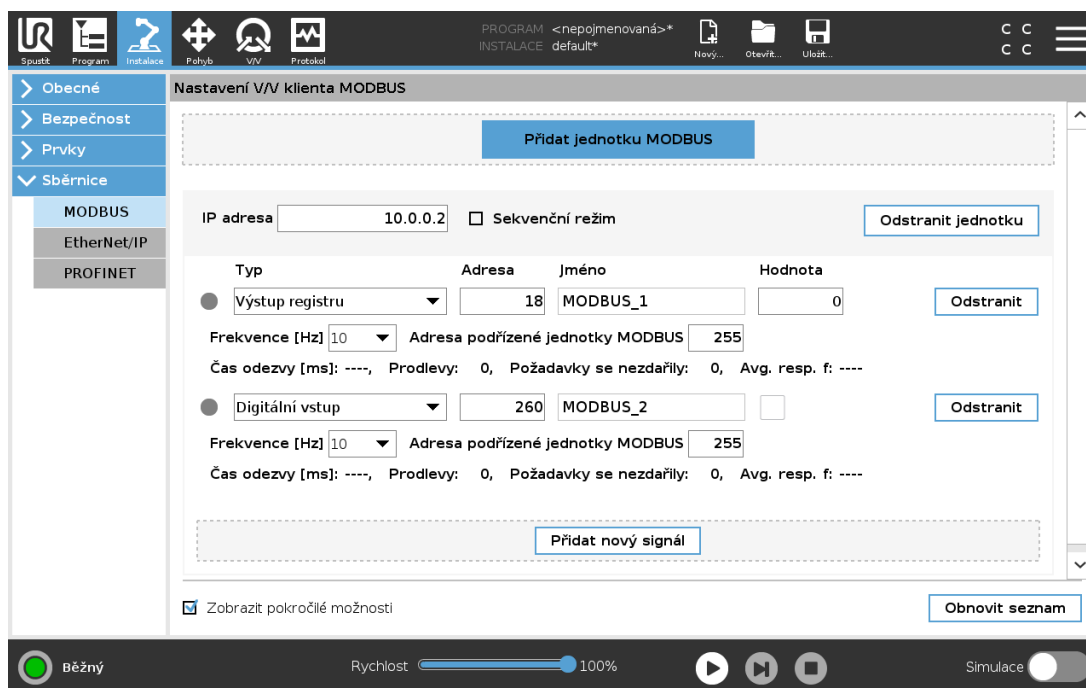 UR
PROGRAM <nepojmenovaná>*
INSTALACE default*
C C
C C
Spustit Program Instalace Pohyb V/V Protokol Nový... Otevřít... Uložit...
Obecné
Bezpečnost
Prvky
Sběrnice
MODBUS
EtherNet/IP
PROFINET
Nastavení V/V klienta MODBUS
Přidat jednotku MODBUS
IP adresa 10.0.0.2 Sekvenční režim Odstranit jednotku
Typ Adresa Jméno Hodnota
Výstup registru 18 MODBUS_1 0 Odstranit
Frekvence [Hz] 10 Adresa podřízené jednotky MODBUS 255
Čas odezvy [ms]: ----, Prodlevy: 0, Požadavky se nezdařily: 0, Avg. resp. f: ----
Digitální vstup 260 MODBUS_2 Odstranit
Frekvence [Hz] 10 Adresa podřízené jednotky MODBUS 255
Čas odezvy [ms]: ----, Prodlevy: 0, Požadavky se nezdařily: 0, Avg. resp. f: ----
Přidat nový signál
Zobrazit pokročilé možnosti Obnovit seznam
Běžný Rychlost 100% Simulace